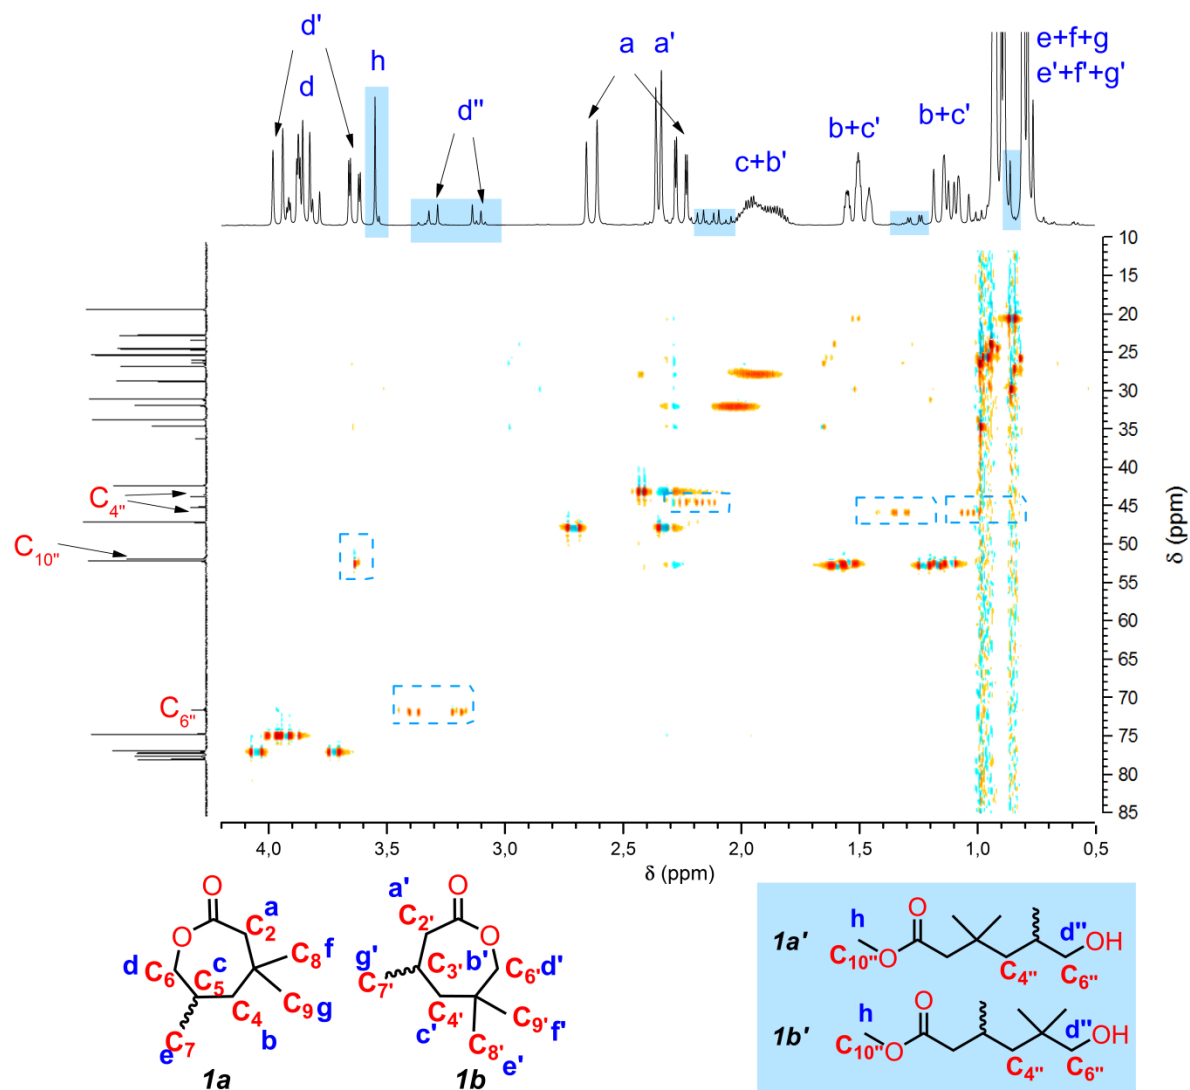 d'
d
h
d"
a a'
c+b'
b+c'
b+c'
e+f+g
e'+f'+g'
10
15
20
25
30
35
40
45
50
55
60
65
70
75
80
85
δ (ppm)
C4"
C10"
C6"
4,0 3,5 3,0 2,5 2,0 1,5 1,0 0,5
δ (ppm)
O
a
C2
O
f
C8
d
C6
c
C5
C4
C9 g
C7
e
b
1a
a'
O
C2'
O
g'
C7'
C3'
b'
C6' d'
C4'
c'
C9' f'
C8'
e'
1b
1a'
h
O
C10" O
C4"
C6"
d"
OH
1b'
h
O
C10" O
C4"
C6"
d"
OH